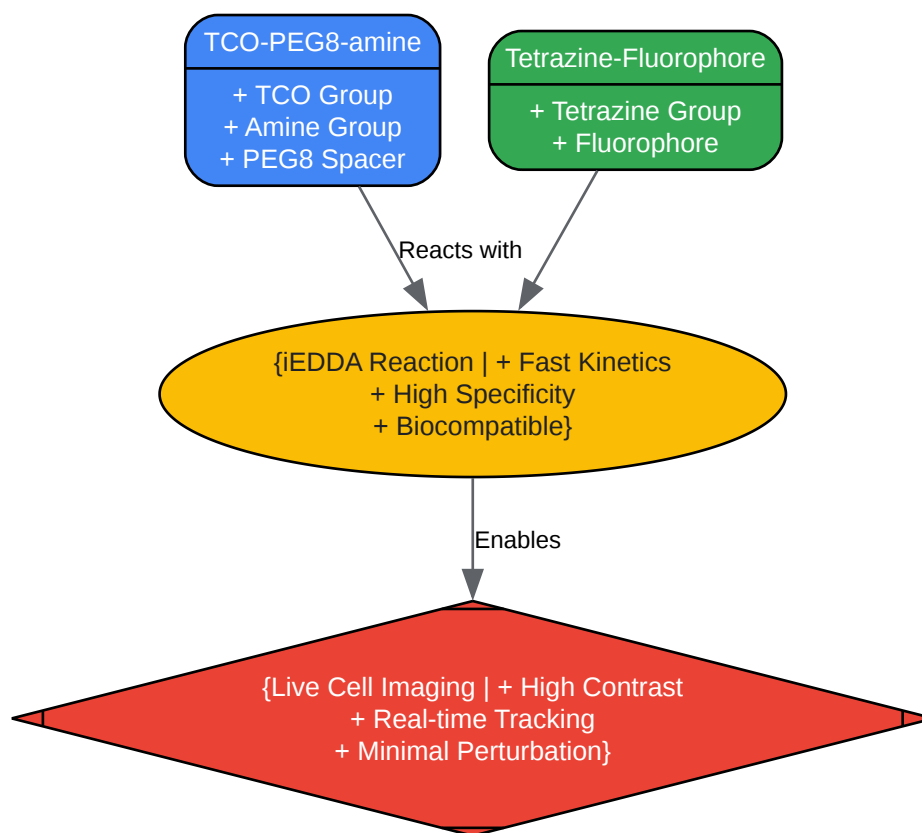 TCO-PEG8-amine
+ TCO Group
+ Amine Group
+ PEG8 Spacer
Tetrazine-Fluorophore
+ Tetrazine Group
+ Fluorophore
Reacts with
{iEDDA Reaction | + Fast Kinetics
+ High Specificity
+ Biocompatible}
Enables
{Live Cell Imaging | + High Contrast
+ Real-time Tracking
+ Minimal Perturbation}